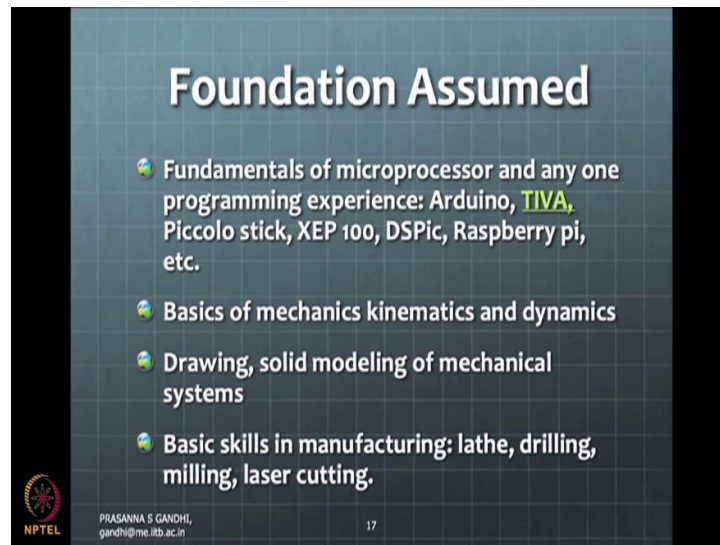 Foundation Assumed
Fundamentals of microprocessor and any one
programming experience: Arduino, TIVA,
Piccolo stick, XEP 100, DSPic, Raspberry pi,
etc.
Basics of mechanics kinematics and dynamics
Drawing, solid modeling of mechanical
systems
Basic skills in manufacturing: lathe, drilling,
milling, laser cutting.
NPTEL
PRASANNA S GANDHI,
gandhi@me.iitb.ac.in
17